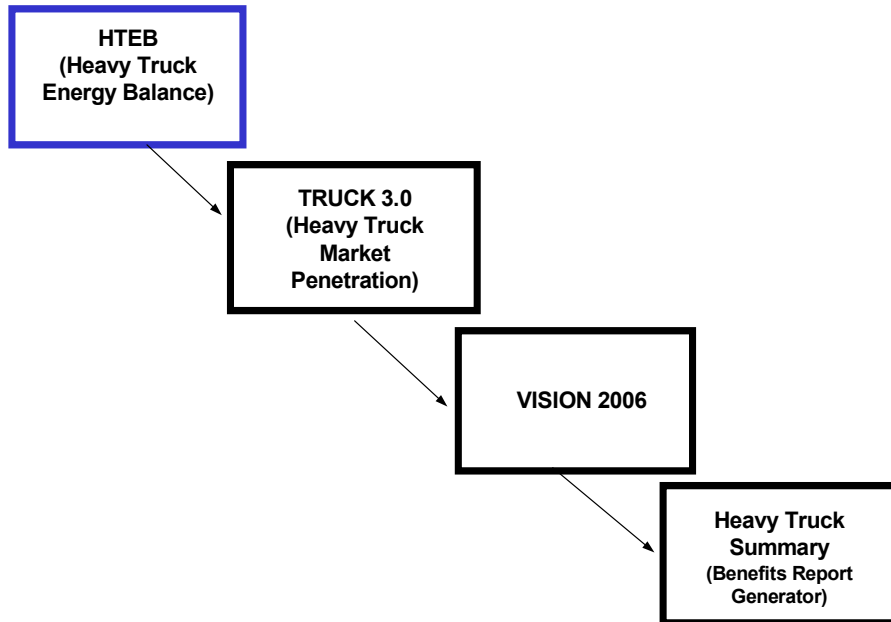 HTEB
(Heavy Truck
Energy Balance)
TRUCK 3.0
(Heavy Truck
Market
Penetration)
VISION 2006
Heavy Truck
Summary
(Benefits Report
Generator)